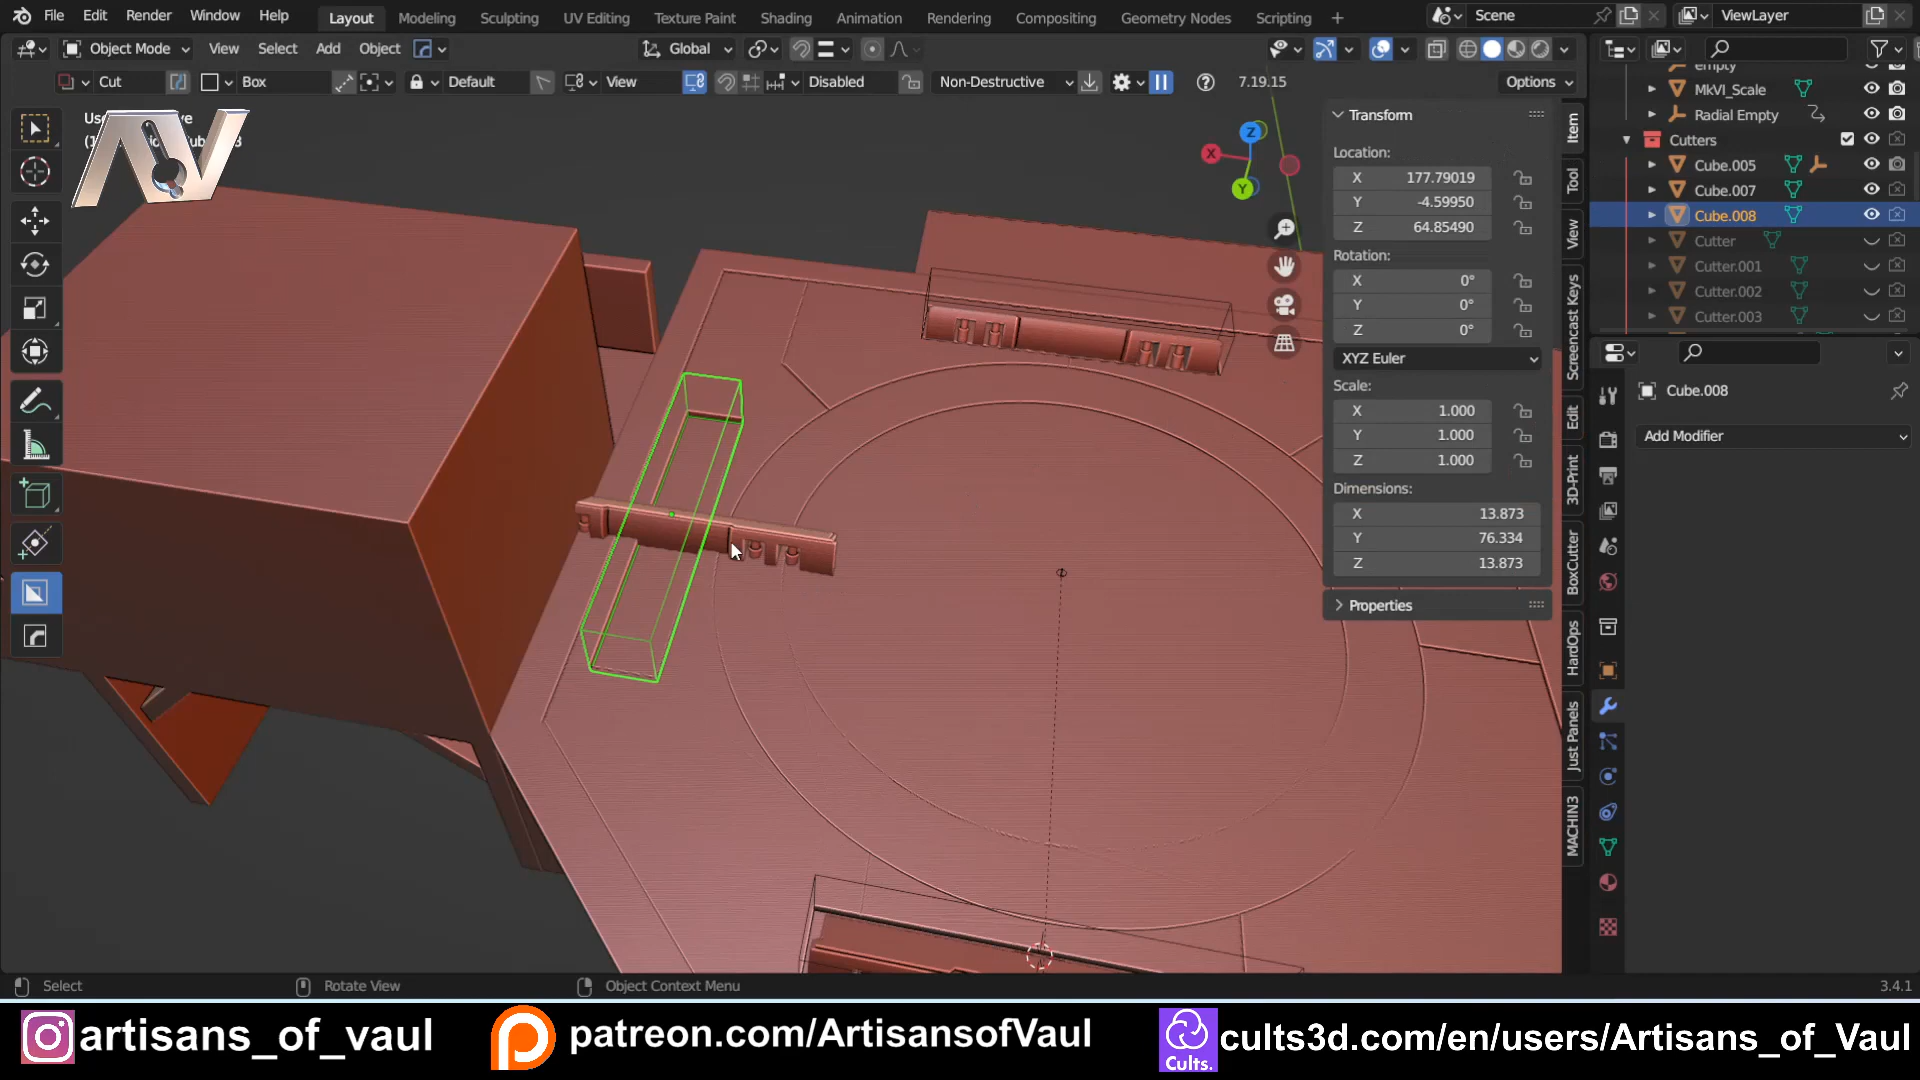 File Edit Render Window Help Layout Modeling Sculpting UV Editing Texture Paint Shading Animation Rendering Compositing Geometry Nodes Scripting + Scene ViewLayer
Object Mode View Select Add Object Global
Cut Box Default View Disabled Non-Destructive 7.19.15 Options
empty
MkVI_Scale
Radial Empty
Cutters
Cube.005
Cube.007
Cube.008
Cutter
Cutter.001
Cutter.002
Cutter.003
Z
X
Y
Transform
Location:
X 177.79019
Y -4.59950
Z 64.85490
Rotation:
X 0°
Y 0°
Z 0°
XYZ Euler
Scale:
X 1.000
Y 1.000
Z 1.000
Dimensions:
X 13.873
Y 76.334
Z 13.873
Properties
Item
Tool
View
Screencast Keys
Edit
3D-Print
BoxCutter
HardOps
Just Panels
MACHIN3
Cube.008
Add Modifier
Select Rotate View Object Context Menu 3.4.1
artisans_of_vaul patreon.com/ArtisansofVaul Cults. cults3d.com/en/users/Artisans_of_Vaul